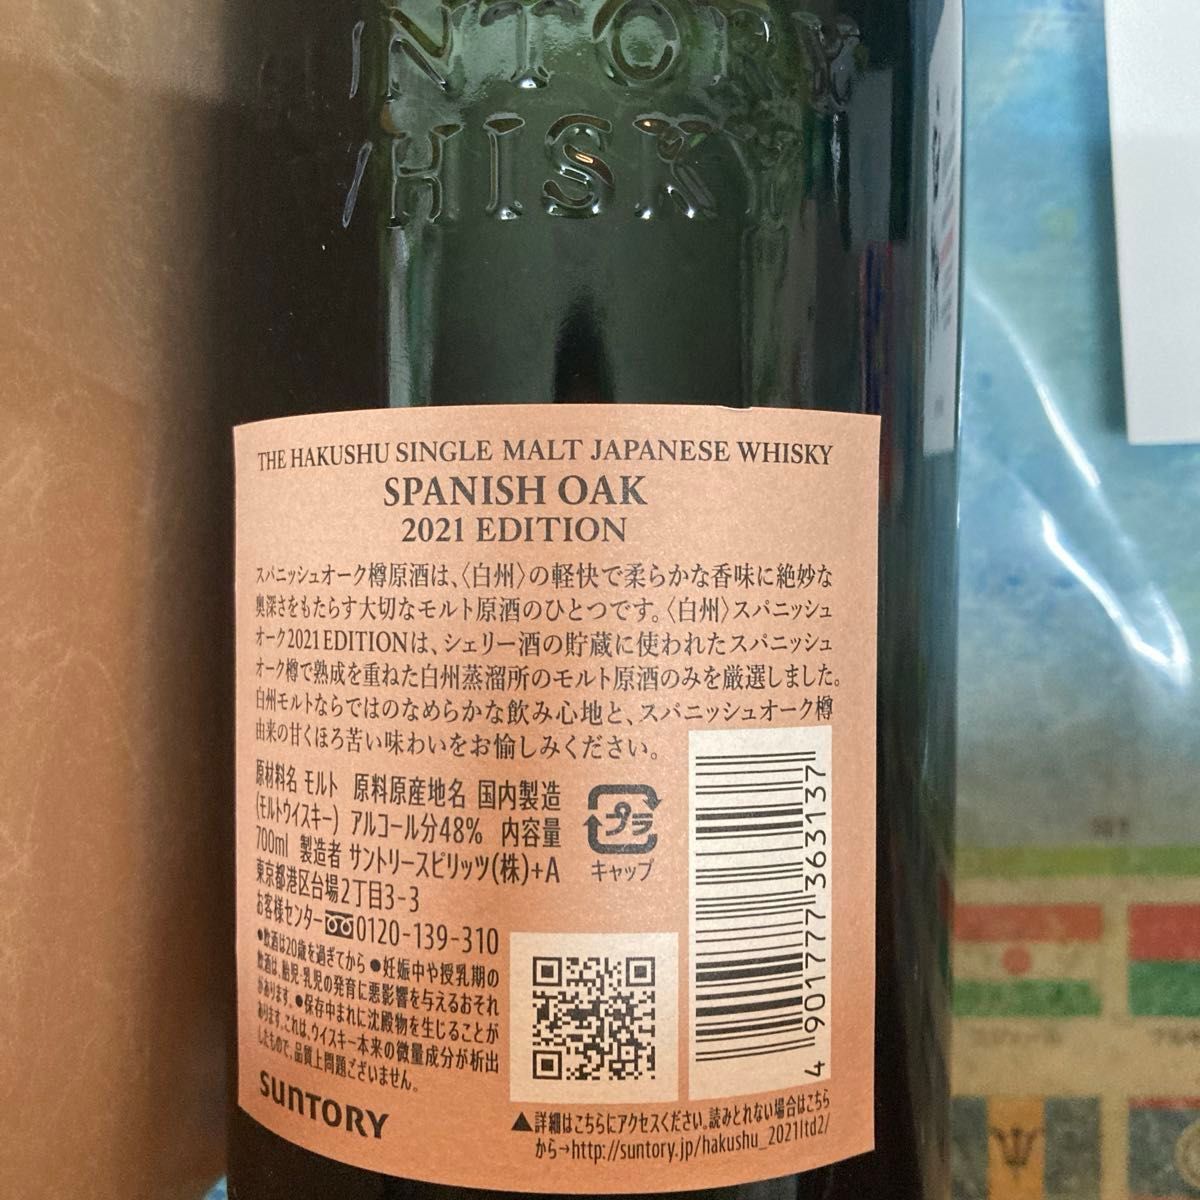 NTORY
HISKY
THE HAKUSHU SINGLE MALT JAPANESE WHISKY
SPANISH OAK
2021 EDITION
スパニッシュオーク樽原酒は、〈白州〉の軽快で柔らかな香味に絶妙な
奥深さをもたらす大切なモルト原酒のひとつです。〈白州〉スパニッシュ
オーク2021EDITIONは、シェリー酒の貯蔵に使われたスパニッシュ
オーク樽で熟成を重ねた白州蒸溜所のモルト原酒のみを厳選しました。
白州モルトならではのなめらかな飲み心地と、スパニッシュオーク樽
由来の甘くほろ苦い味わいをお愉しみください。
原材料名 モルト 原料原産地名 国内製造
(モルトウイスキー) アルコール分48% 内容量
700ml 製造者 サントリースピリッツ(株)+A
東京都港区台場2丁目3-3
お客様センター 0120-139-310
プラ
キャップ
●飲酒は20歳を過ぎてから ●妊娠中や授乳期の
飲酒は、胎児・乳児の発育に悪影響を与えるおそれ
があります。●保存中まれに沈殿物を生じることが
あります。これは、ウイスキー本来の微量成分が析出
したもので、品質上問題ございません。
SUNTORY
4901777363137
▲詳細はこちらにアクセスください。読みとれない場合はこちら
から→http://suntory.jp/hakushu_2021ltd2/